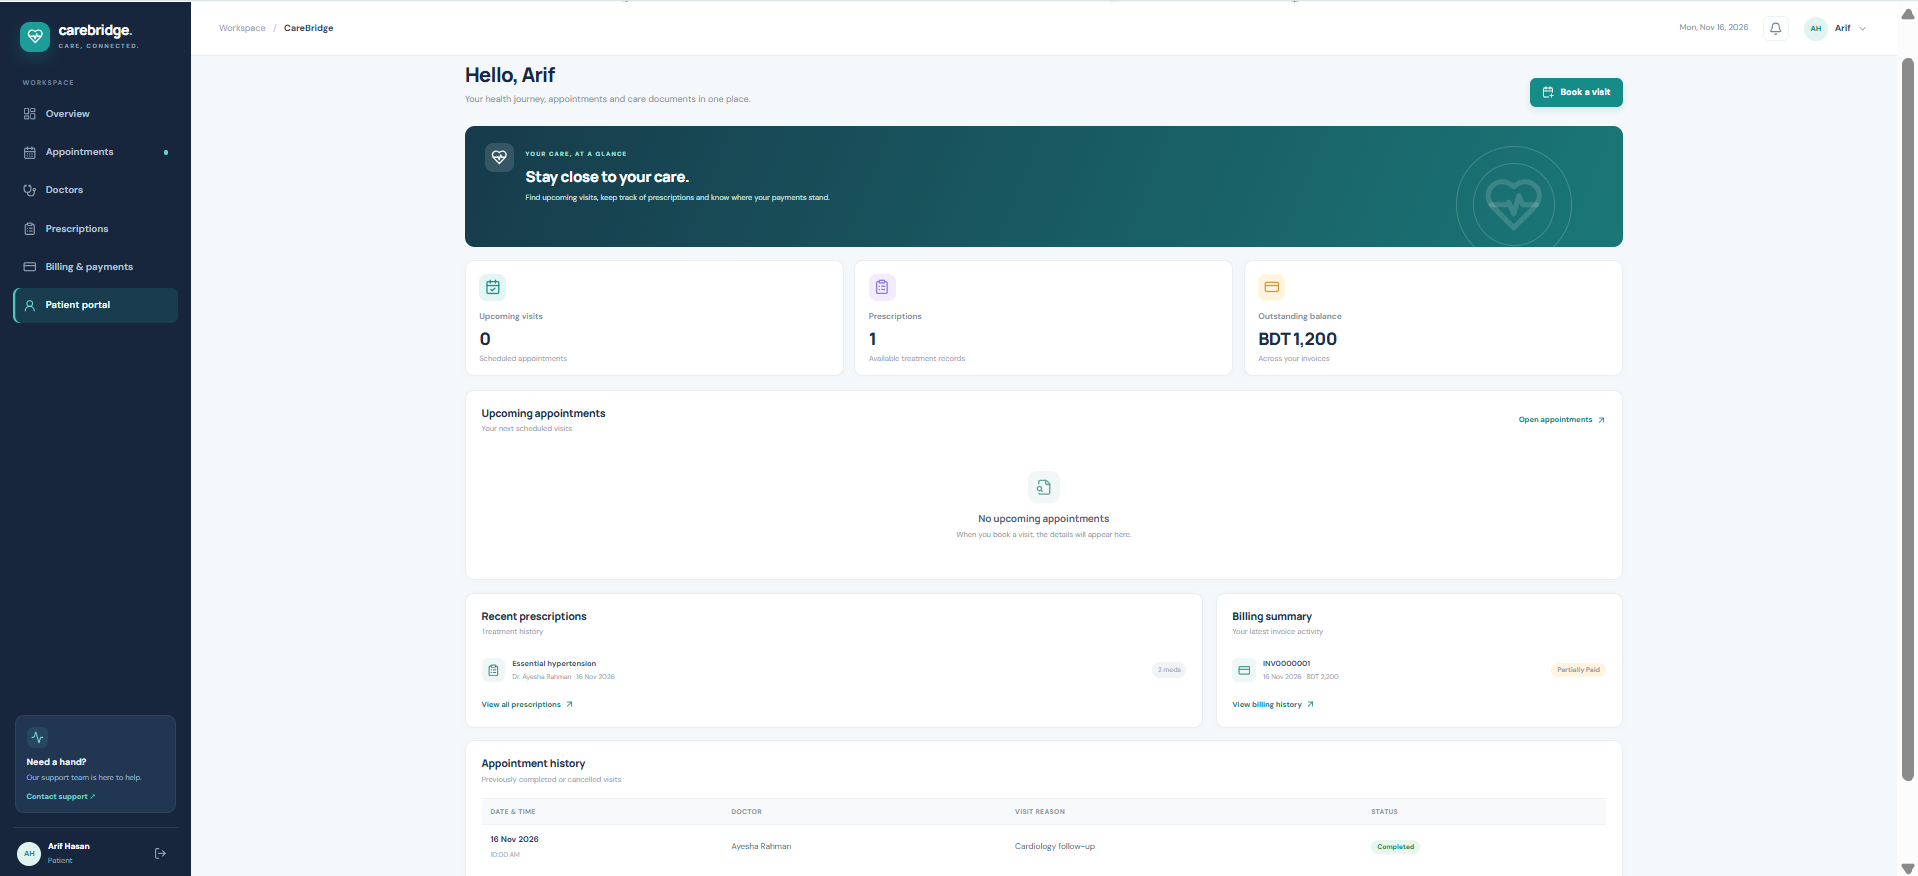 carebridge.
CARE, CONNECTED.
WORKSPACE
Overview
Appointments
Doctors
Prescriptions
Billing & payments
Patient portal
Need a hand?
Our support team is here to help.
Contact support ↗
AH
Arif Hasan
Patient
Workspace / CareBridge
Mon, Nov 16, 2026
AH
Arif
Hello, Arif
Your health journey, appointments and care documents in one place.
Book a visit
YOUR CARE, AT A GLANCE
Stay close to your care.
Find upcoming visits, keep track of prescriptions and know where your payments stand.
Upcoming visits
0
Scheduled appointments
Prescriptions
1
Available treatment records
Outstanding balance
BDT 1,200
Across your invoices
Upcoming appointments
Your next scheduled visits
Open appointments
No upcoming appointments
When you book a visit, the details will appear here.
Recent prescriptions
Treatment history
Essential hypertension
Dr. Ayesha Rahman · 16 Nov 2026
2 meds
View all prescriptions
Billing summary
Your latest invoice activity
INV0000001
16 Nov 2026 · BDT 2,200
Partially Paid
View billing history
Appointment history
Previously completed or cancelled visits
DATE & TIME DOCTOR VISIT REASON STATUS
16 Nov 2026
10:00 AM
Ayesha Rahman
Cardiology follow-up
Completed